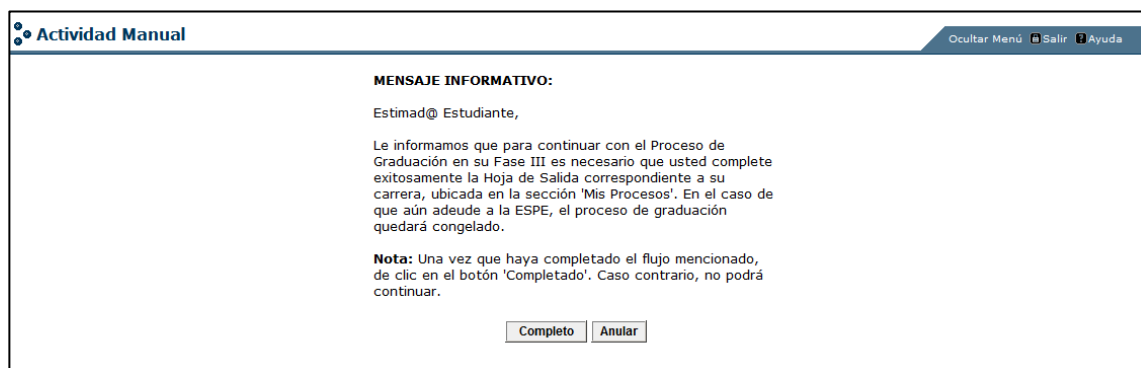 Actividad Manual
Ocultar Menú Salir ? Ayuda
MENSAJE INFORMATIVO:
Estimad@ Estudiante,
Le informamos que para continuar con el Proceso de
Graduación en su Fase III es necesario que usted complete
exitosamente la Hoja de Salida correspondiente a su
carrera, ubicada en la sección 'Mis Procesos'. En el caso de
que aún adeude a la ESPE, el proceso de graduación
quedará congelado.
Nota: Una vez que haya completado el flujo mencionado,
de clic en el botón 'Completado'. Caso contrario, no podrá
continuar.
Completo Anular